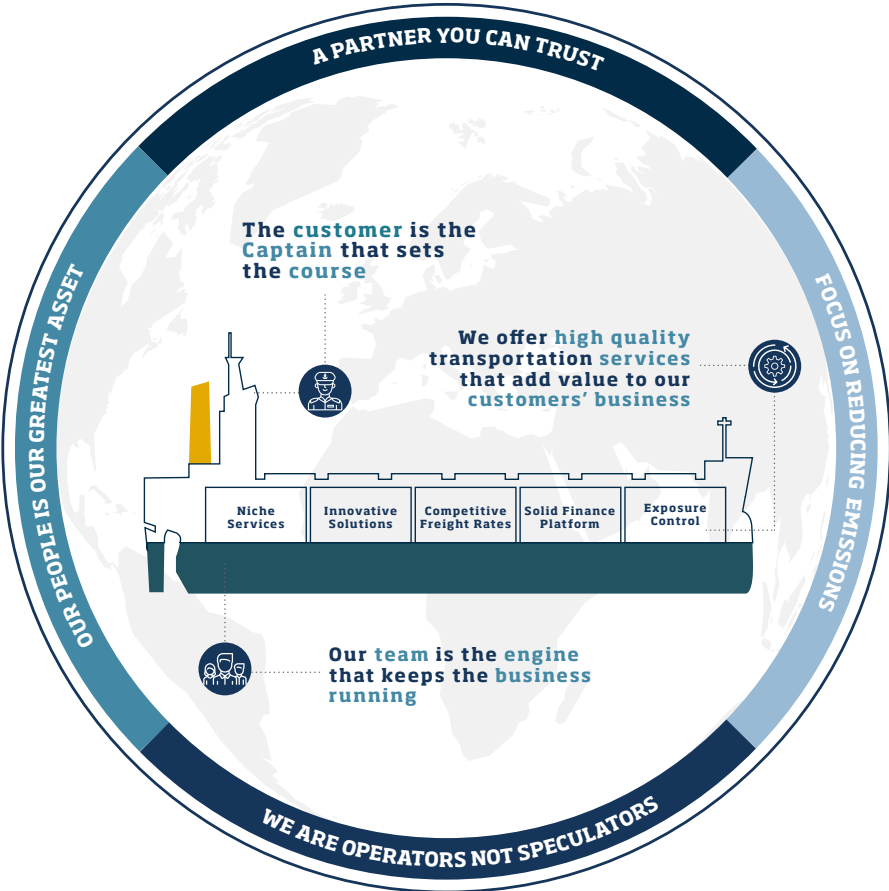 A PARTNER YOU CAN TRUST
OUR PEOPLE IS OUR GREATEST ASSET
FOCUS ON REDUCING EMISSIONS
The customer is the
Captain that sets
the course
We offer high quality
transportation services
that add value to our
customers’ business
Niche
Services
Innovative
Solutions
Competitive
Freight Rates
Solid Finance
Platform
Exposure
Control
Our team is the engine
that keeps the business
running
WE ARE OPERATORS NOT SPECULATORS